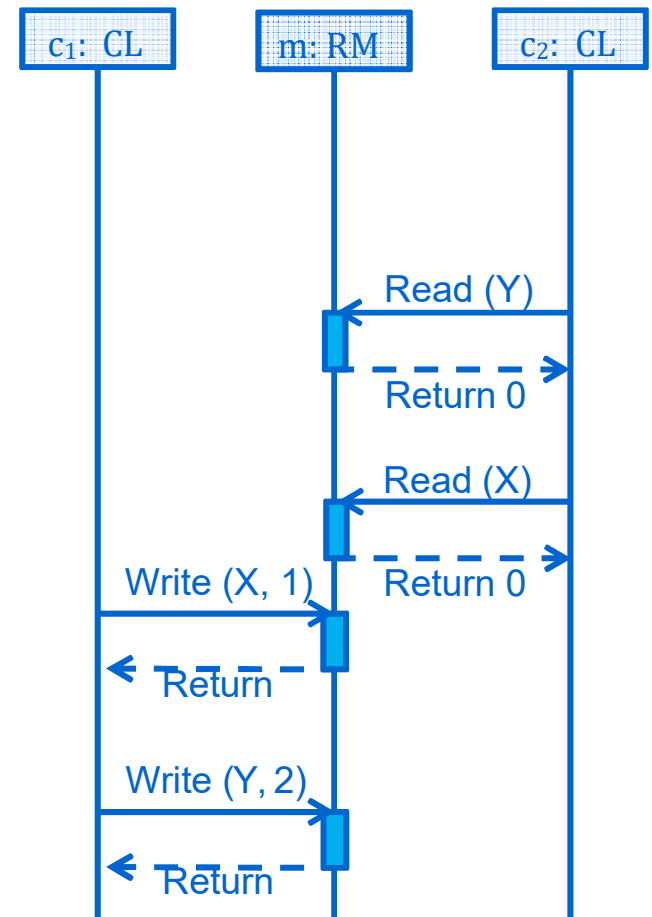 c₁: CL
m: RM
c₂: CL
Read (Y)
Return 0
Read (X)
Return 0
Write (X, 1)
Return
Write (Y, 2)
Return